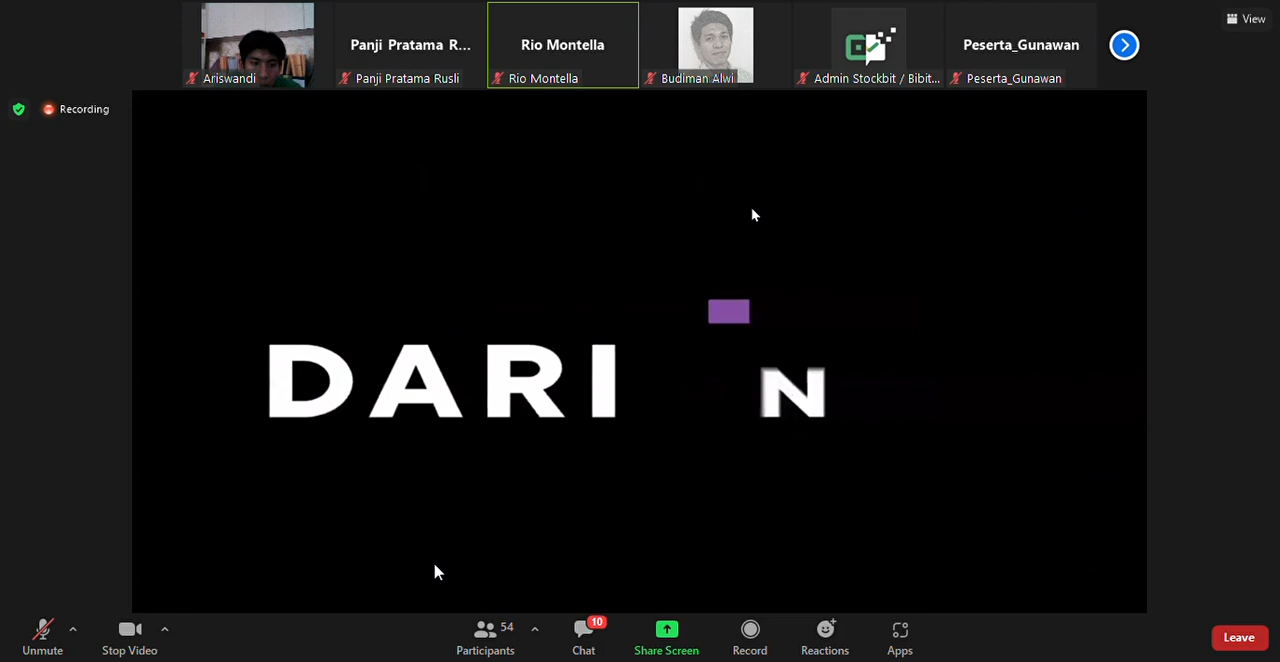 View
Panji Pratama R...
Rio Montella
Peserta_Gunawan
Ariswandi
Panji Pratama Rusli
Rio Montella
Budiman Alwi
Admin Stockbit / Bibit...
Peserta_Gunawan
Recording
DARI N
54
10
Unmute
Stop Video
Participants
Chat
Share Screen
Record
Reactions
Apps
Leave